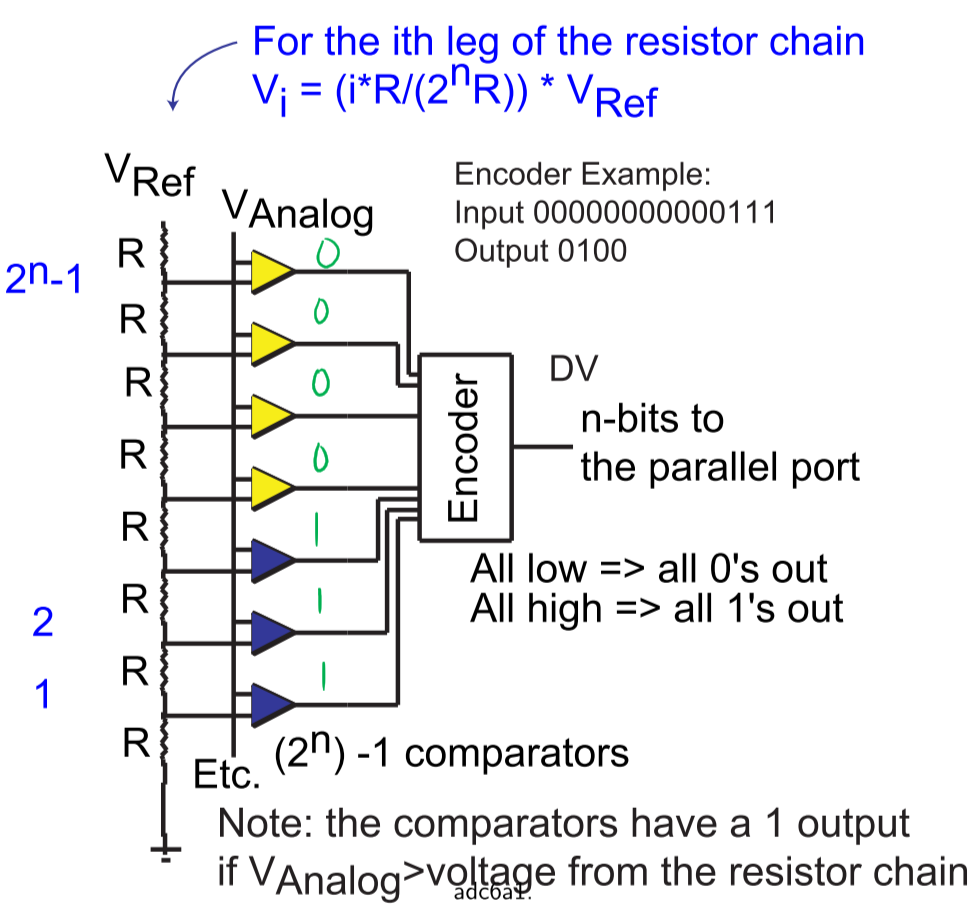 For the ith leg of the resistor chain
Vi = (i*R/(2nR)) * VRef
VRef
VAnalog
Encoder Example:
Input 00000000000111
Output 0100
R
2n-1
R
R
R
R
R
2
R
1
R
0
0
0
0
1
1
1
Encoder
DV
n-bits to
the parallel port
All low => all 0's out
All high => all 1's out
(2n) -1 comparators
Etc.
Note: the comparators have a 1 output
if VAnalog>voltage from the resistor chain
adc6a1.